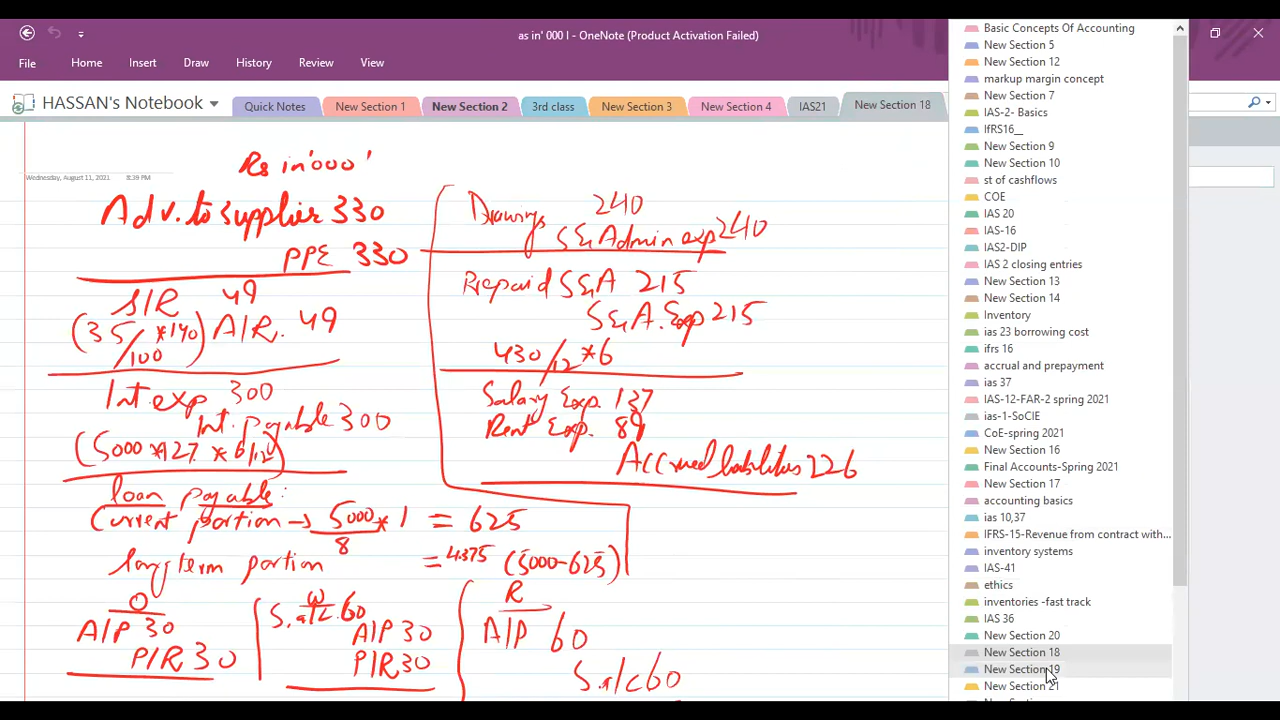 as in' 000 l - OneNote (Product Activation Failed)
File Home Insert Draw History Review View
HASSAN's Notebook
Quick Notes New Section 1 New Section 2 3rd class New Section 3 New Section 4 IAS21 New Section 18
Wednesday, August 11, 2021 8:39 PM
Rs in'000'
Adv. to supplier 330
PPE 330
S/R 49
A/R. 49
(35/100 *140)
Int. exp 300
Int. payable 300
(5000*12% * 6/12)
loan payable:
Current portion → 5000/8 * 1 = 625
long term portion = 4375 (5000-625)
O
A/P 30
P/R 30
W
S. a/c 60
A/P 30
P/R 30
R
A/P 60
S. a/c 60
Drawings 240
S&Admin exp 240
Prepaid S&A 215
S&A. Exp 215
430/12 *6
Salary Exp. 137
Rent Exp. 89
Accrued liabilities 226
Basic Concepts Of Accounting
New Section 5
New Section 12
markup margin concept
New Section 7
IAS-2- Basics
IfRS16__
New Section 9
New Section 10
st of cashflows
COE
IAS 20
IAS-16
IAS2-DIP
IAS 2 closing entries
New Section 13
New Section 14
Inventory
ias 23 borrowing cost
ifrs 16
accrual and prepayment
ias 37
IAS-12-FAR-2 spring 2021
ias-1-SoCIE
CoE-spring 2021
New Section 16
Final Accounts-Spring 2021
New Section 17
accounting basics
ias 10,37
IFRS-15-Revenue from contract with...
inventory systems
IAS-41
ethics
inventories -fast track
IAS 36
New Section 20
New Section 18
New Section 19
New Section 21